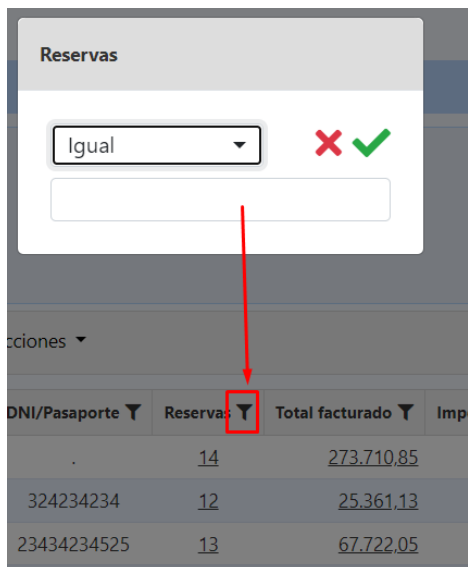 Reservas
Igual
cciones
DNI/Pasaporte Reservas Total facturado Imp
. 14 273.710,85
324234234 12 25.361,13
23434234525 13 67.722,05